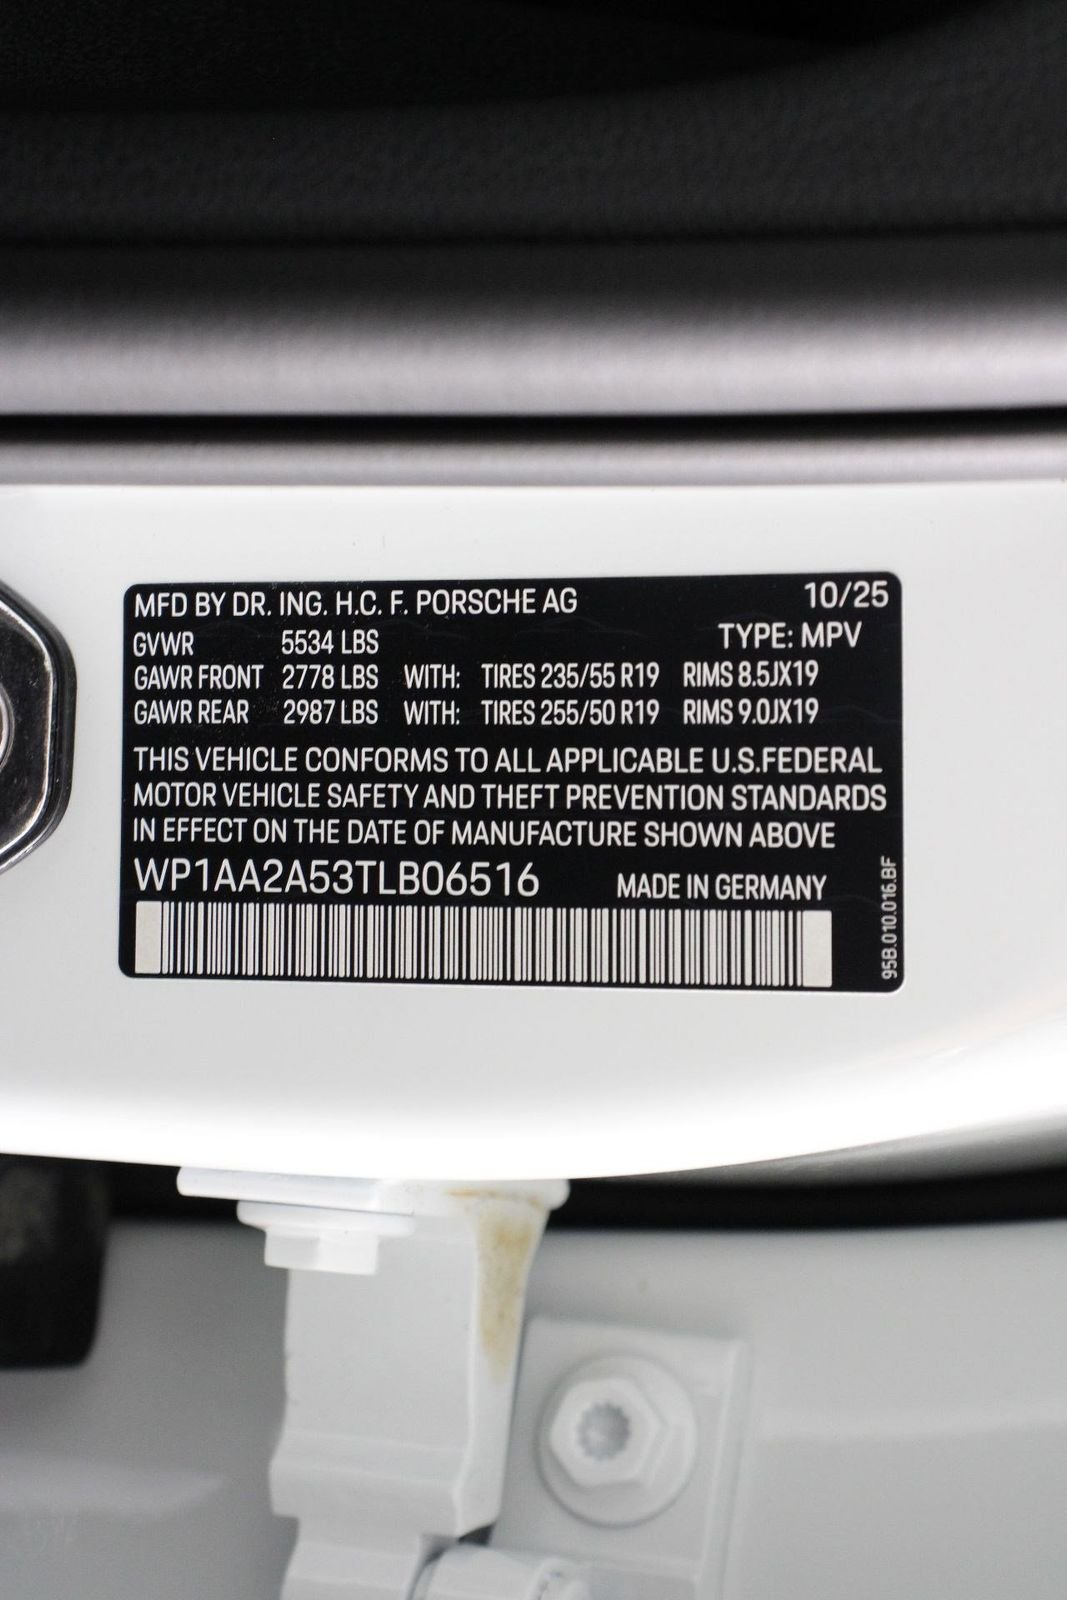 MFD BY DR. ING. H.C. F. PORSCHE AG 10/25
GVWR 5534 LBS TYPE: MPV
GAWR FRONT 2778 LBS WITH: TIRES 235/55 R19 RIMS 8.5JX19
GAWR REAR 2987 LBS WITH: TIRES 255/50 R19 RIMS 9.0JX19
THIS VEHICLE CONFORMS TO ALL APPLICABLE U.S.FEDERAL
MOTOR VEHICLE SAFETY AND THEFT PREVENTION STANDARDS
IN EFFECT ON THE DATE OF MANUFACTURE SHOWN ABOVE
WP1AA2A53TLB06516 MADE IN GERMANY
95B.010.016.BF